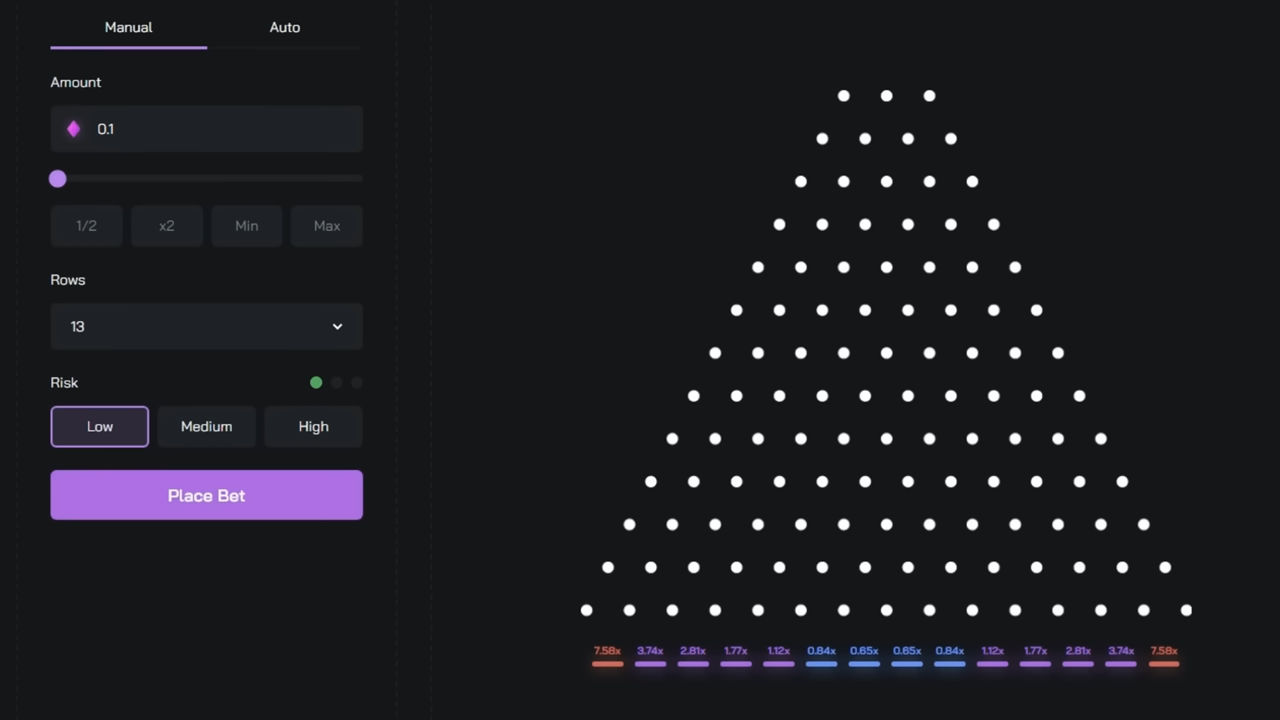 Manual Auto
Amount
0.1
1/2 x2 Min Max
Rows
13
Risk
Low Medium High
Place Bet
7.58x 3.74x 2.81x 1.77x 1.12x 0.84x 0.65x 0.65x 0.84x 1.12x 1.77x 2.81x 3.74x 7.58x